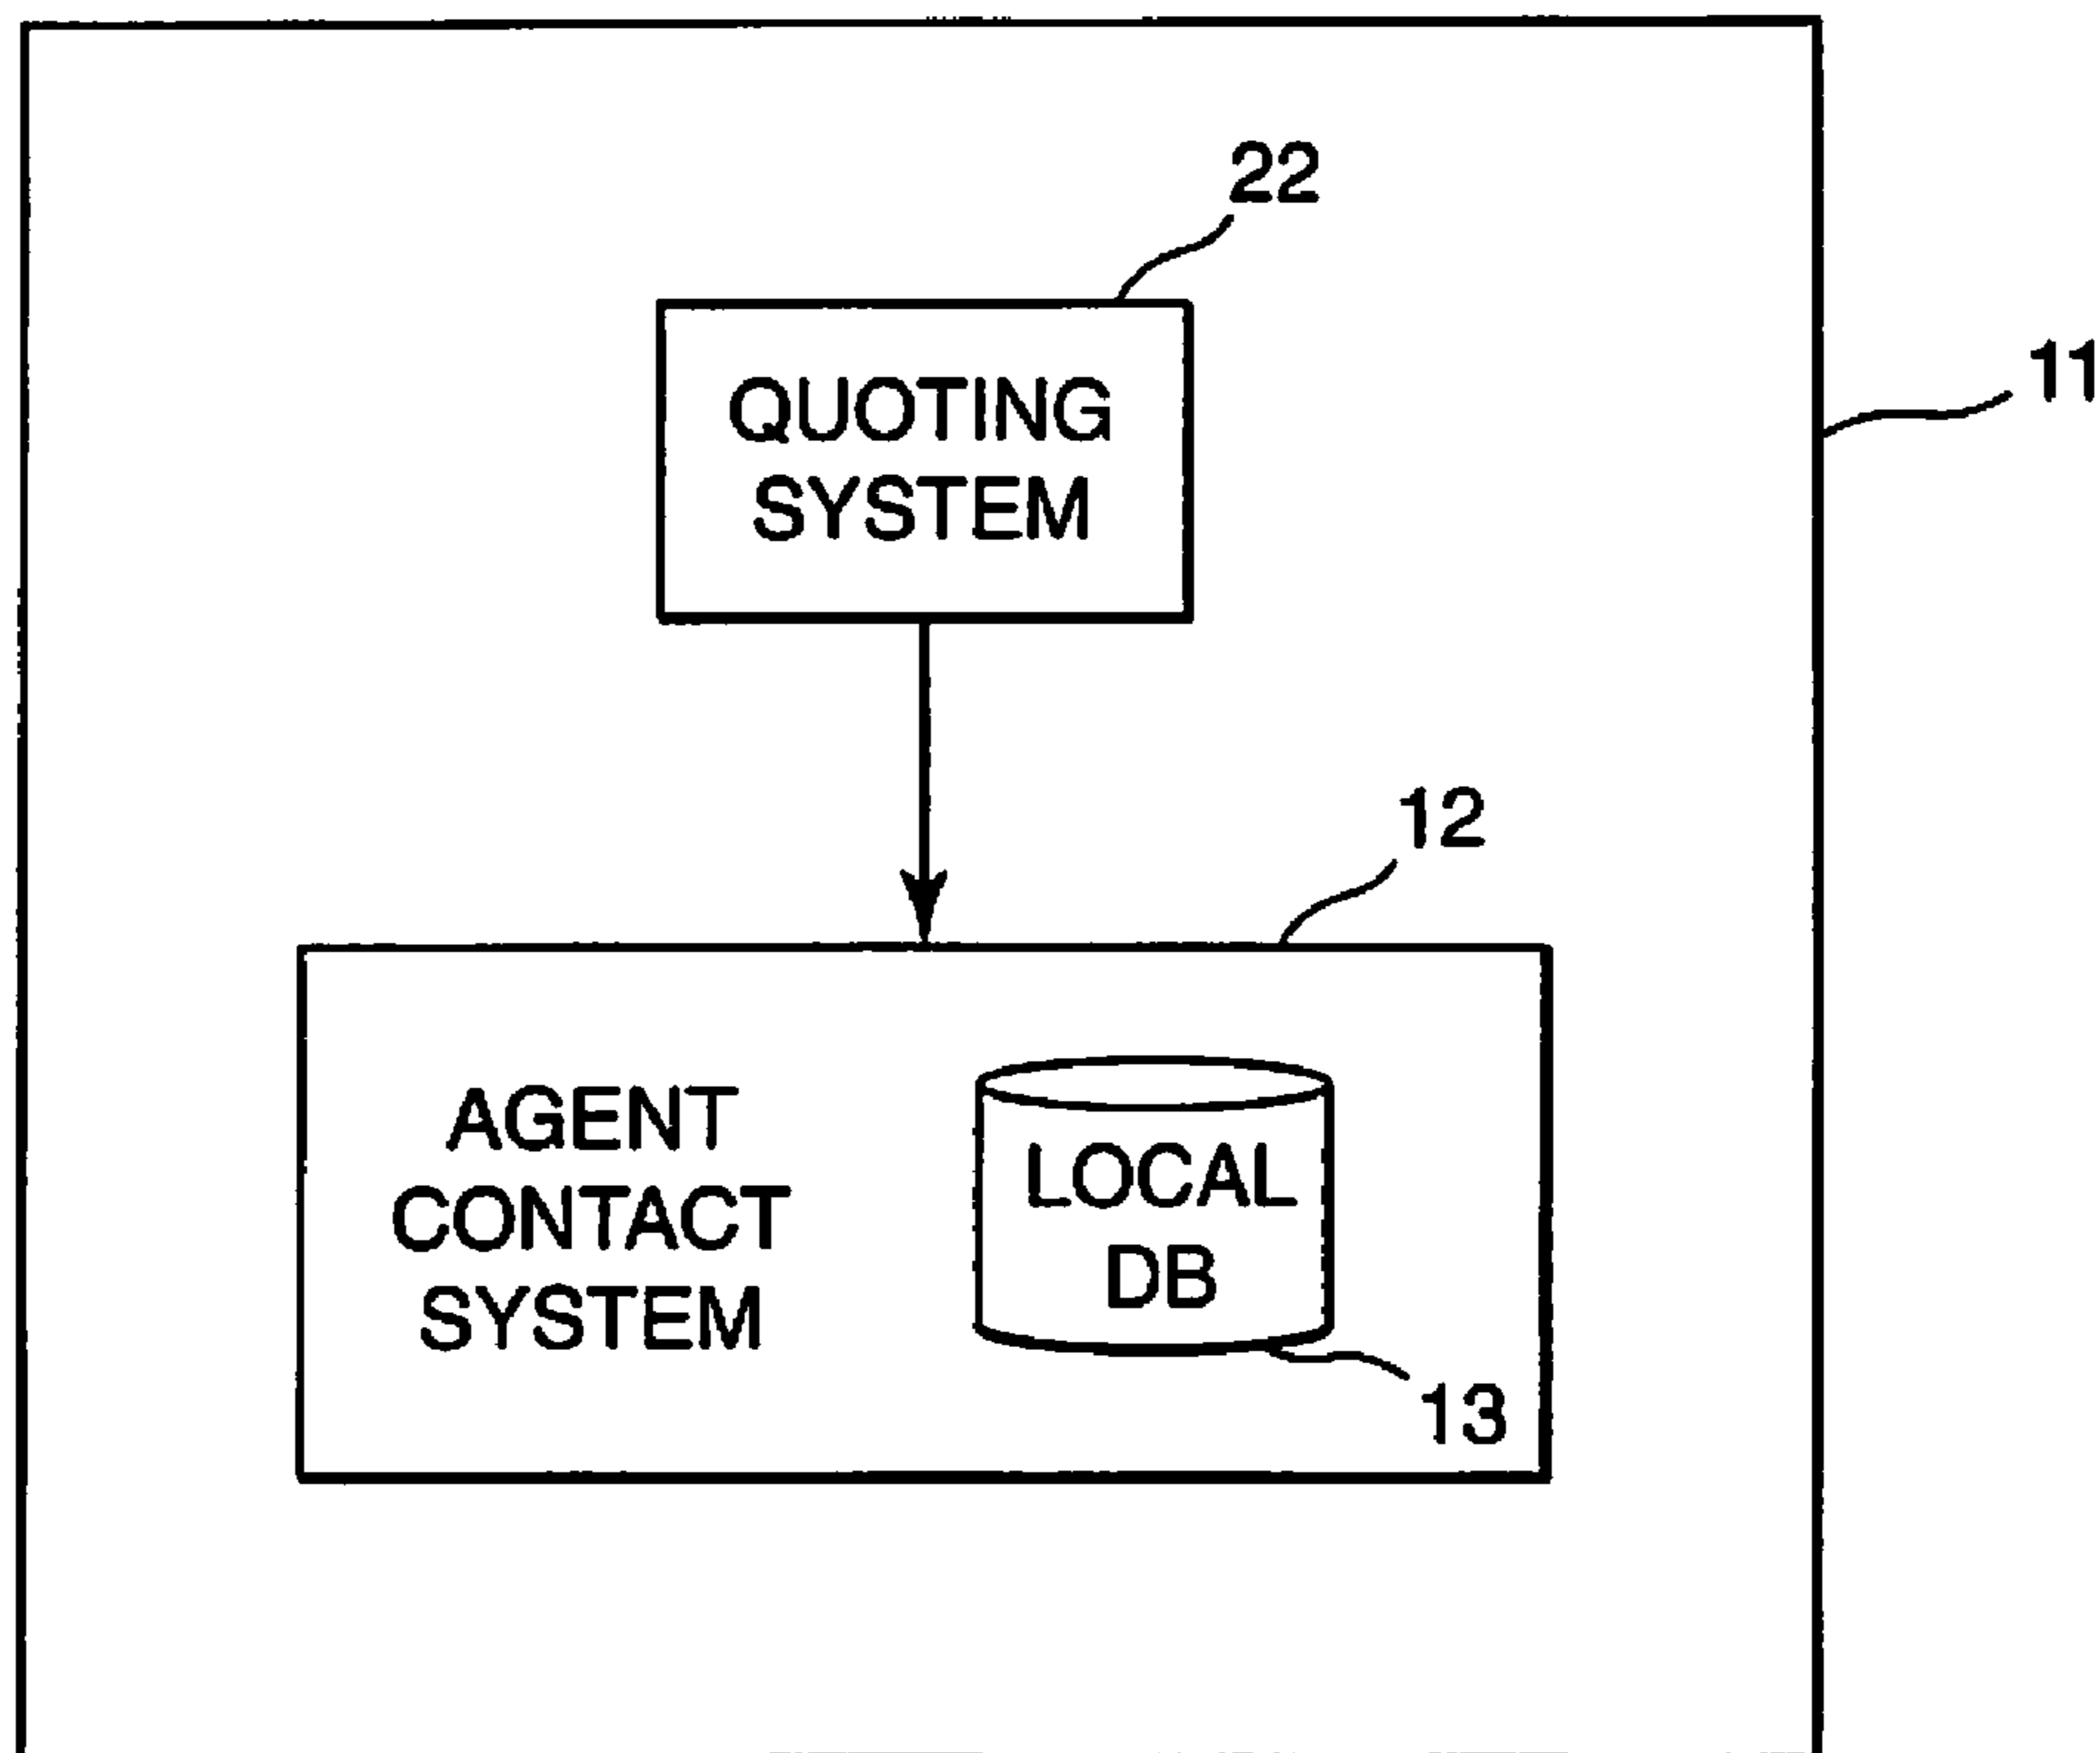 22
11
QUOTING
SYSTEM
12
AGENT
CONTACT
SYSTEM
LOCAL
DB
13